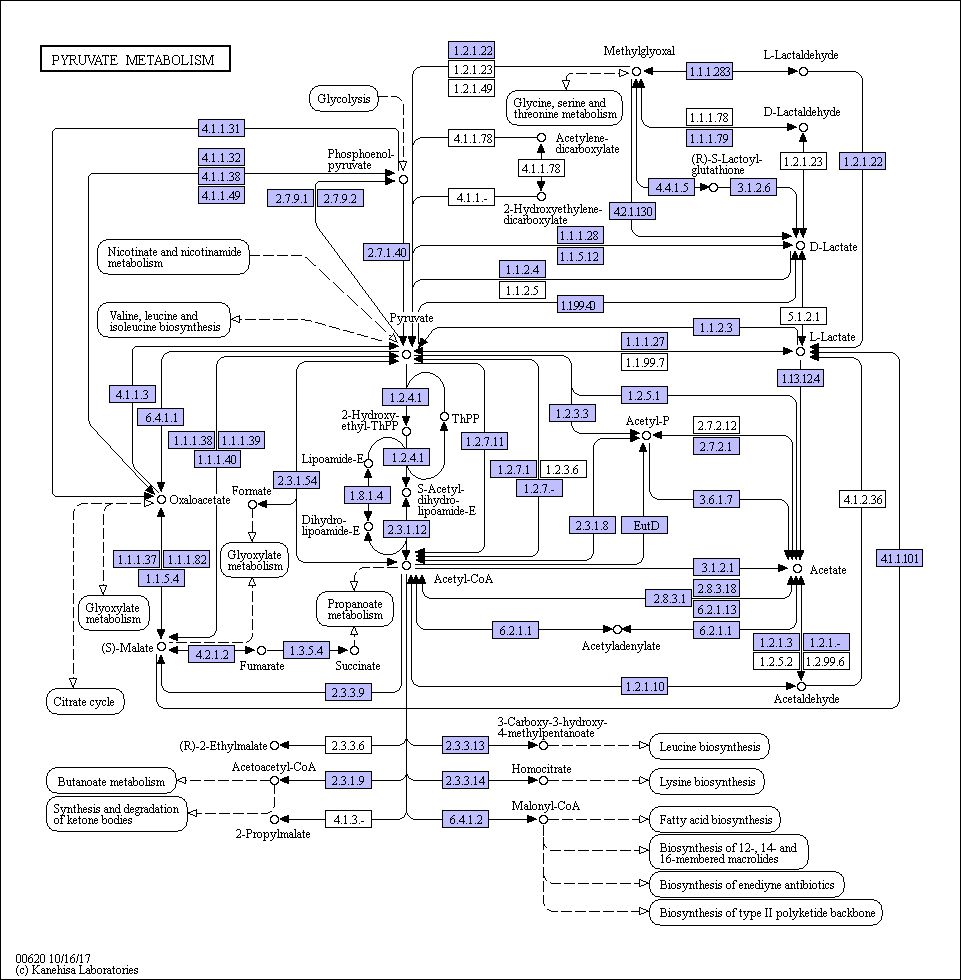 PYRUVATE METABOLISM
Methylglyoxal
L-Lactaldehyde
1.2.1.22
1.2.1.23
1.2.1.49
1.1.1.283
Glycolysis
Glycine, serine and
threonine metabolism
D-Lactaldehyde
1.1.1.78
1.1.1.79
4.1.1.31
4.1.1.78
Acetylene-
dicarboxylate
4.1.1.32
4.1.1.38
4.1.1.49
Phosphoenol-
pyruvate
4.1.1.78
(R)-S-Lactoyl-
glutathione
1.2.1.23
1.2.1.22
2.7.9.1
2.7.9.2
4.1.1.-
4.4.1.5
3.1.2.6
2-Hydroxyethylene-
dicarboxylate
4.2.1.130
1.1.1.28
1.1.5.12
D-Lactate
Nicotinate and nicotinamide
metabolism
2.7.1.40
1.1.2.4
1.1.2.5
1.1.99.40
Valine, leucine and
isoleucine biosynthesis
Pyruvate
5.1.2.1
1.1.2.3
L-Lactate
1.1.1.27
1.1.99.7
1.13.12.4
4.1.1.3
1.2.4.1
1.2.5.1
6.4.1.1
2-Hydroxy-
ethyl-ThPP
ThPP
1.2.3.3
Acetyl-P
2.7.2.12
2.7.2.1
1.1.1.38
1.1.1.39
1.1.1.40
1.2.7.11
Lipoamide-E
1.2.4.1
1.2.7.1
1.2.3.6
1.2.7.-
2.3.1.54
Formate
1.8.1.4
S-Acetyl-
dihydro-
lipoamide-E
Oxaloacetate
3.6.1.7
4.1.2.36
Dihydro-
lipoamide-E
2.3.1.12
2.3.1.8
EutD
1.1.1.37
1.1.1.82
1.1.5.4
Glyoxylate
metabolism
4.1.1.101
Acetyl-CoA
3.1.2.1
Acetate
2.8.3.18
2.8.3.1
6.2.1.13
Glyoxylate
metabolism
Propanoate
metabolism
6.2.1.1
6.2.1.1
Acetyladenylate
(S)-Malate
4.2.1.2
Fumarate
1.3.5.4
Succinate
1.2.1.3
1.2.1.-
1.2.5.2
1.2.99.6
2.3.3.9
1.2.1.10
Acetaldehyde
Citrate cycle
3-Carboxy-3-hydroxy-
4-methylpentanoate
(R)-2-Ethylmalate
2.3.3.6
2.3.3.13
Leucine biosynthesis
Acetoacetyl-CoA
Homocitrate
Butanoate metabolism
2.3.1.9
2.3.3.14
Lysine biosynthesis
Synthesis and degradation
of ketone bodies
Malonyl-CoA
4.1.3.-
6.4.1.2
Fatty acid biosynthesis
2-Propylmalate
Biosynthesis of 12-, 14- and
16-membered macrolides
Biosynthesis of enediyne antibiotics
Biosynthesis of type II polyketide backbone
00620 10/16/17
(c) Kanehisa Laboratories